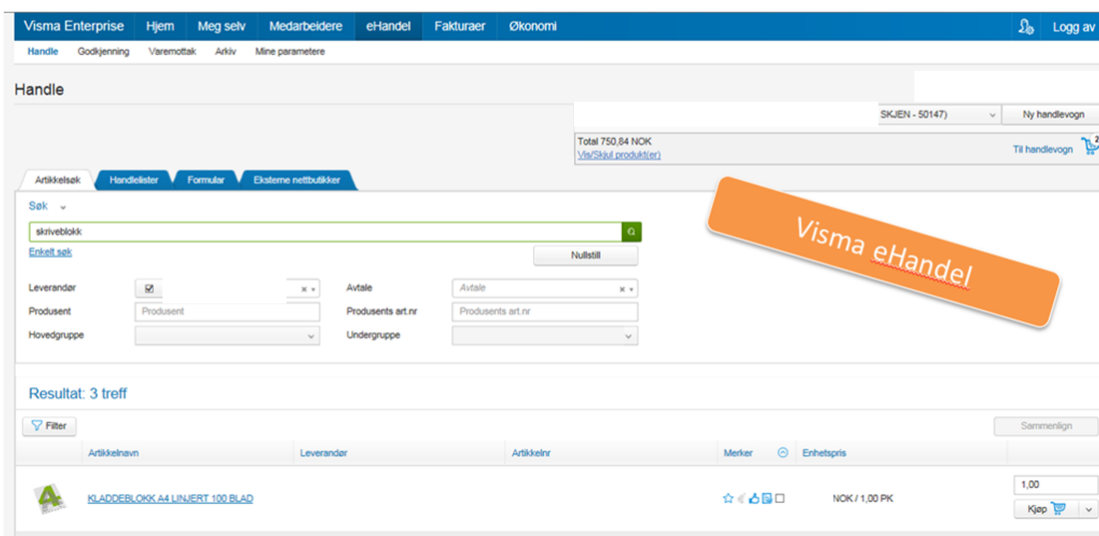 Visma Enterprise Hjem Meg selv Medarbeidere eHandel Fakturaer Økonomi Logg av
Handle Godkjenning Varemottak Arkiv Mine parametere
Handle
SKJEN - 50147) Ny handlevogn
Total 750,84 NOK
Vis/Skjul produkt(er)
Til handlevogn 2
Artikkelsøk Handlelister Formular Eksterne nettbutikker
Søk
skriveblokk
Enkelt søk Nullstill
Visma eHandel
Leverandør Avtale Avtale
Produsent Produsent Produsents art.nr Produsents art.nr
Hovedgruppe Undergruppe
Resultat: 3 treff
Filter Sammenlign
Artikkelnavn Leverandør Artikkelnr Merker Enhetspris
1,00
4 KLADDEBLOKK A4 LINJERT 100 BLAD NOK / 1,00 PK
Kjøp